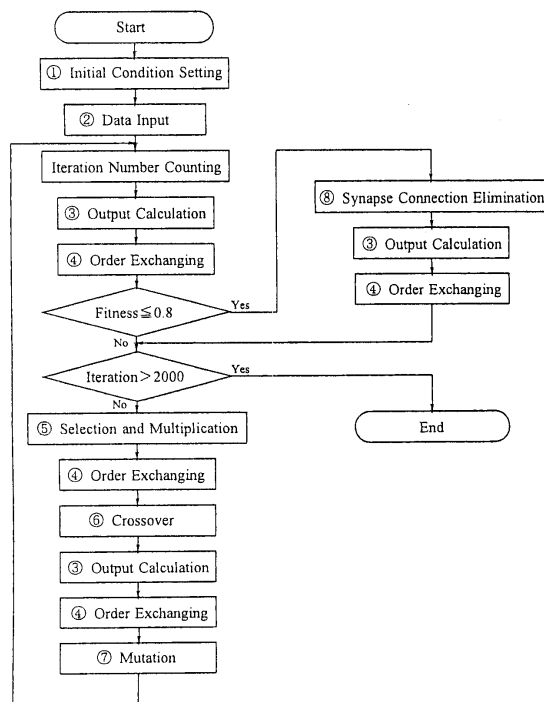 Start
① Initial Condition Setting
② Data Input
Iteration Number Counting
③ Output Calculation
④ Order Exchanging
Fitness≦0.8
Yes
No
⑧ Synapse Connection Elimination
③ Output Calculation
④ Order Exchanging
Iteration>2000
Yes
No
End
⑤ Selection and Multiplication
④ Order Exchanging
⑥ Crossover
③ Output Calculation
④ Order Exchanging
⑦ Mutation